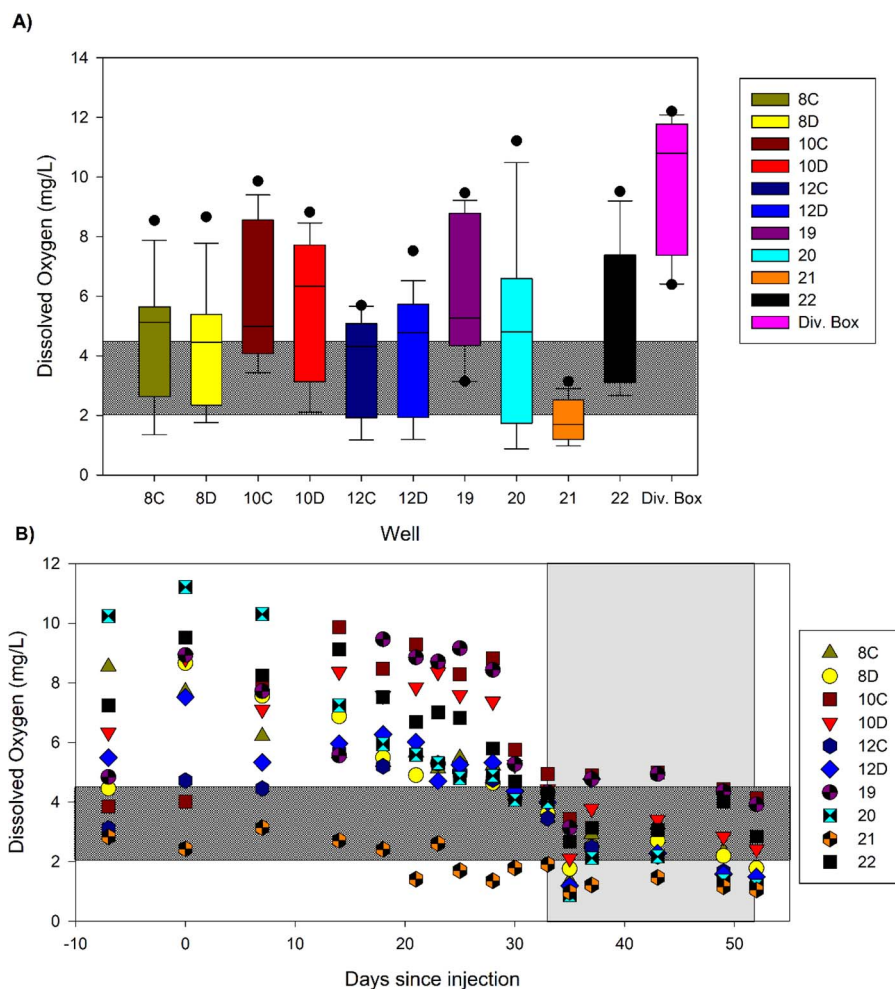 A)
14
12
10
8
6
4
2
0
Dissolved Oxygen (mg/L)
8C 8D 10C 10D 12C 12D 19 20 21 22 Div. Box
Well
8C
8D
10C
10D
12C
12D
19
20
21
22
Div. Box
B)
12
10
8
6
4
2
0
Dissolved Oxygen (mg/L)
-10 0 10 20 30 40 50
Days since injection
8C
8D
10C
10D
12C
12D
19
20
21
22